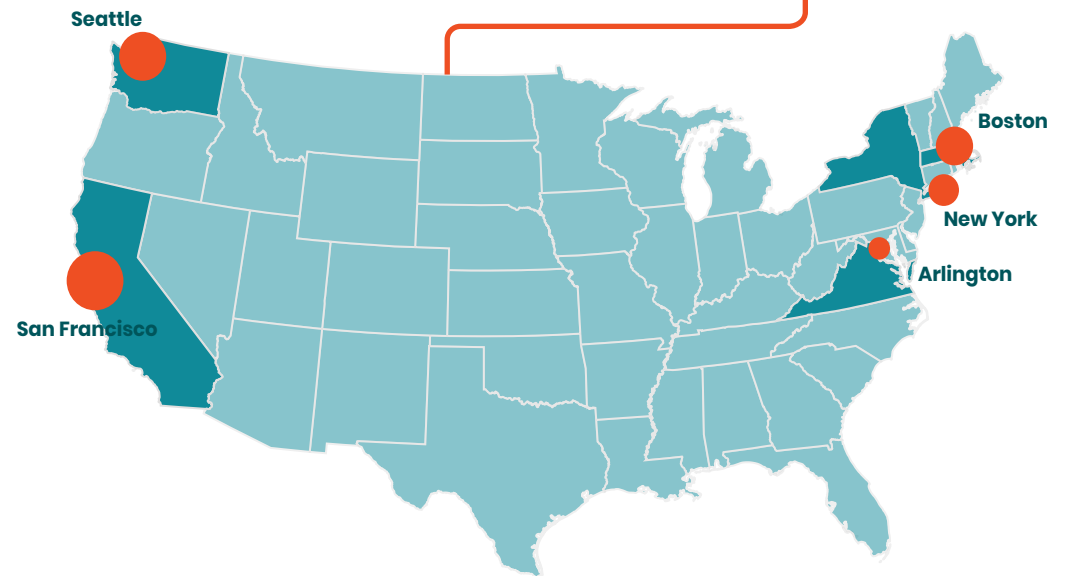 Seattle
Boston
New York
Arlington
San Francisco